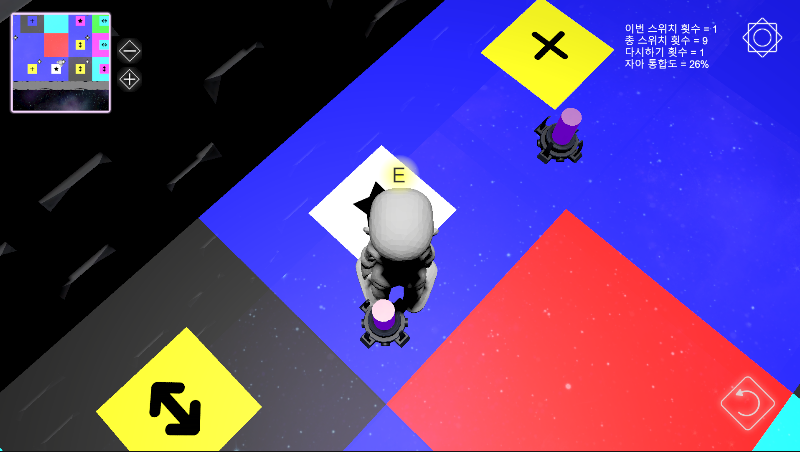 이번 스위치 횟수 = 1
총 스위치 횟수 = 9
다시하기 횟수 = 1
자아 통합도 = 26%
E